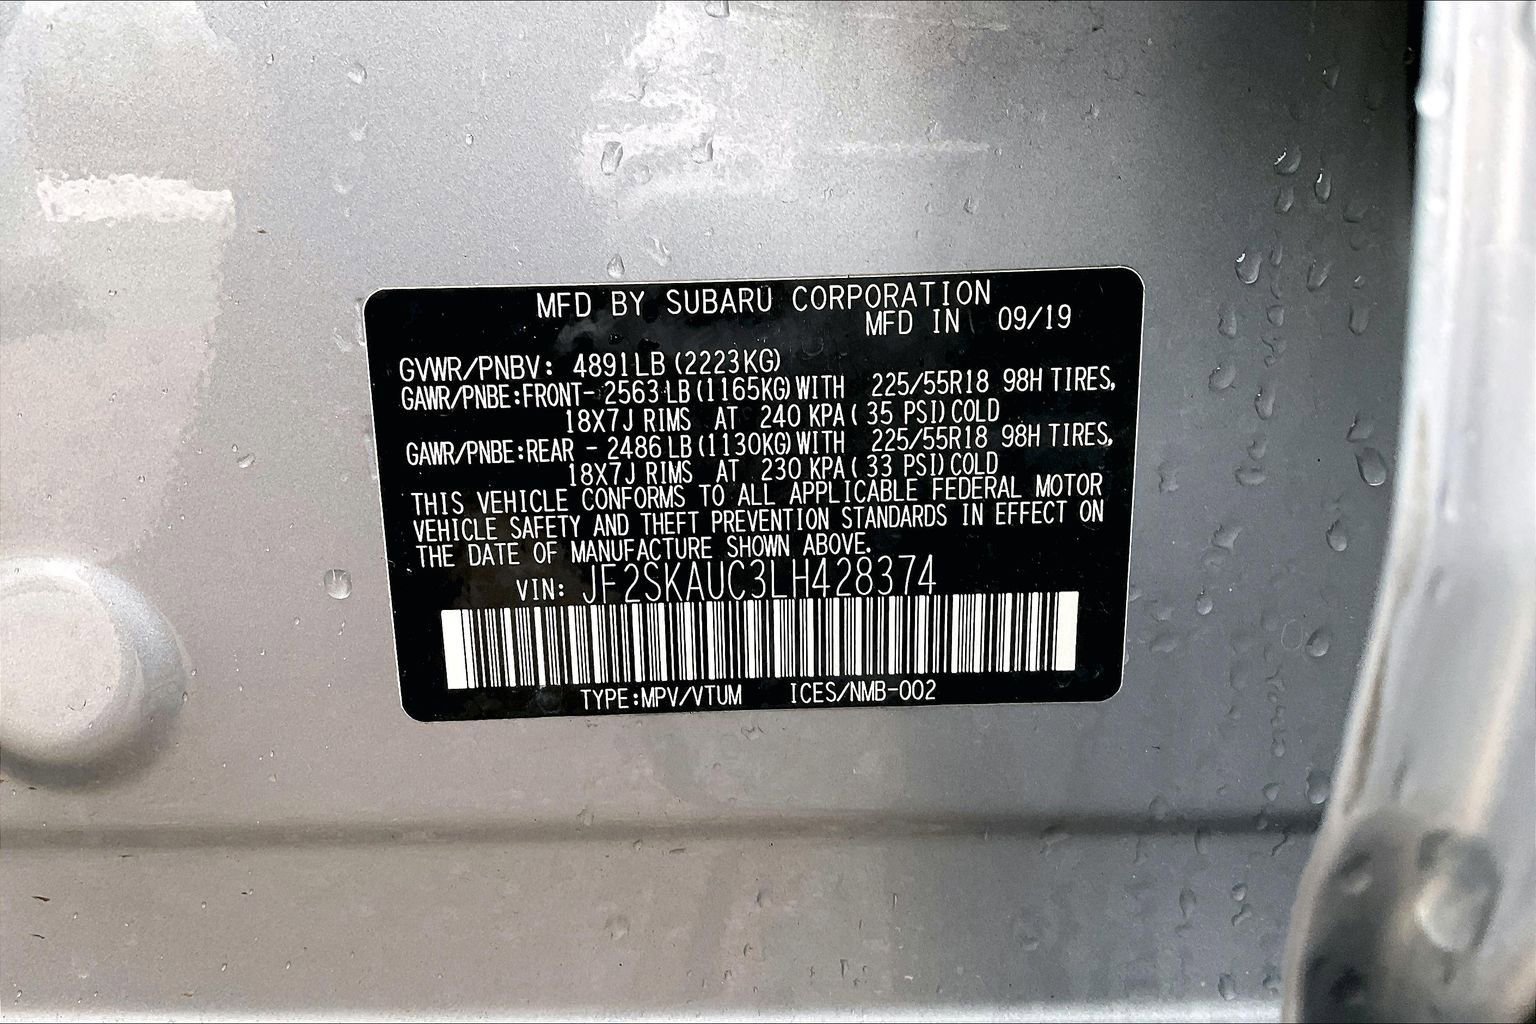 MFD BY SUBARU CORPORATION
MFD IN 09/19
GVWR/PNBV: 4891LB (2223KG)
GAWR/PNBE:FRONT- 2563 LB (1165KG) WITH 225/55R18 98H TIRES,
18X7J RIMS AT 240 KPA ( 35 PSI) COLD
GAWR/PNBE:REAR - 2486 LB (1130KG) WITH 225/55R18 98H TIRES,
18X7J RIMS AT 230 KPA ( 33 PSI) COLD
THIS VEHICLE CONFORMS TO ALL APPLICABLE FEDERAL MOTOR
VEHICLE SAFETY AND THEFT PREVENTION STANDARDS IN EFFECT ON
THE DATE OF MANUFACTURE SHOWN ABOVE.
VIN: JF2SKAUC3LH428374
TYPE:MPV/VTUM ICES/NMB-002